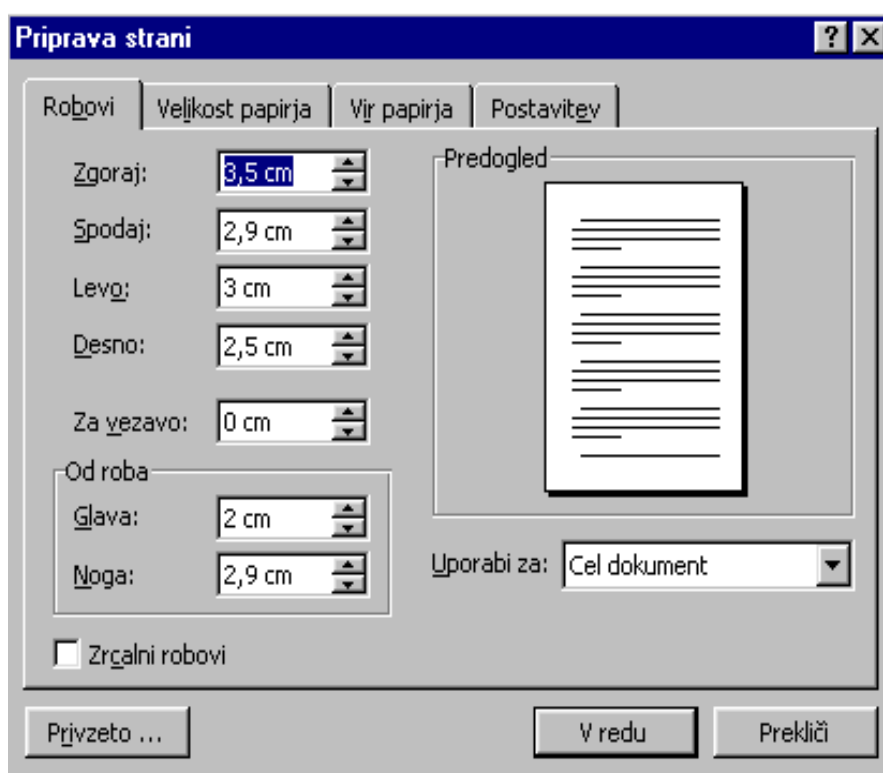 Priprava strani
Robovi Velikost papirja Vir papirja Postavitev
Zgoraj: 3,5 cm
Spodaj: 2,9 cm
Levo: 3 cm
Desno: 2,5 cm
Za vezavo: 0 cm
Od roba
Glava: 2 cm
Noga: 2,9 cm
Zrcalni robovi
Predogled
Uporabi za: Cel dokument
Privzeto ... V redu Prekliči